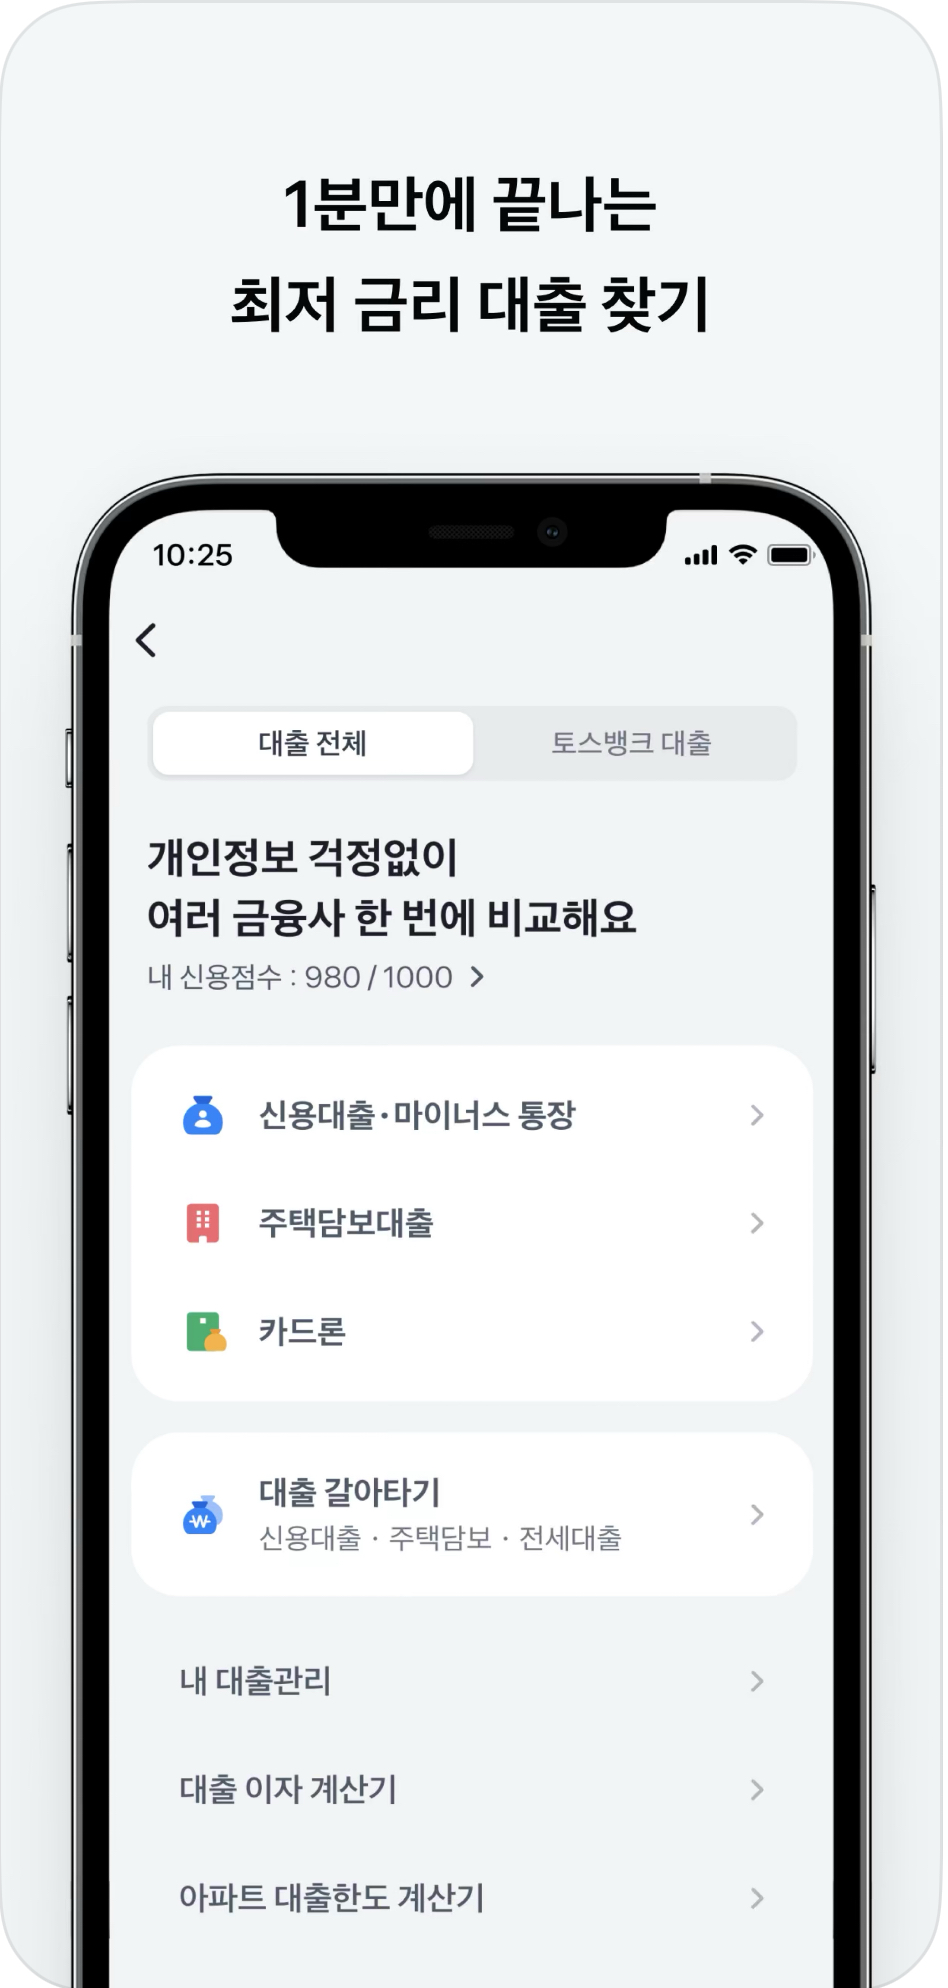 1분만에 끝나는
최저 금리 대출 찾기
10:25
대출 전체
토스뱅크 대출
개인정보 걱정없이
여러 금융사 한 번에 비교해요
내 신용점수 : 980 / 1000
신용대출·마이너스 통장
주택담보대출
카드론
대출 갈아타기
신용대출 · 주택담보 · 전세대출
내 대출관리
대출 이자 계산기
아파트 대출한도 계산기